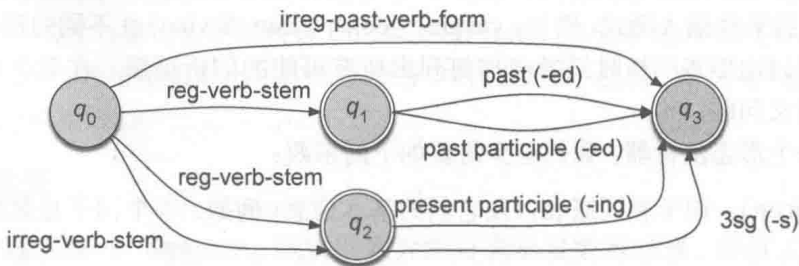 irreg-past-verb-form
past (-ed)
reg-verb-stem
q0
q1
q3
past participle (-ed)
reg-verb-stem
present participle (-ing)
irreg-verb-stem
q2
3sg (-s)